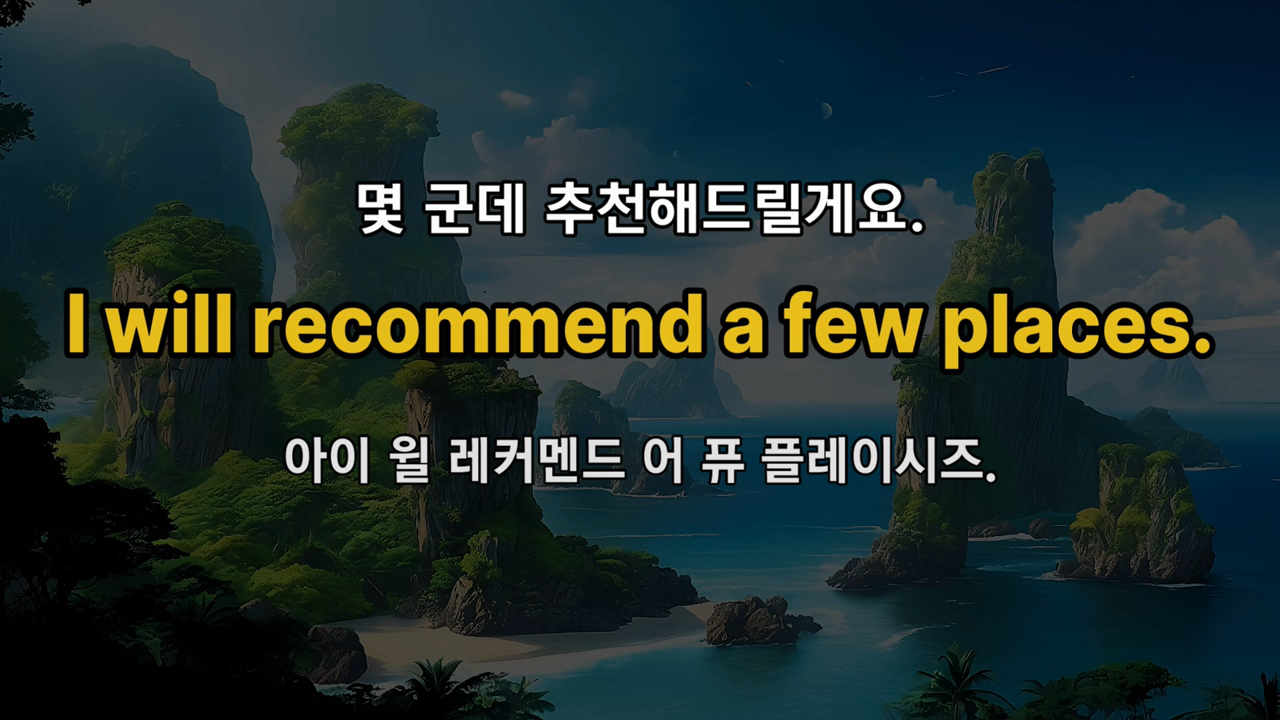 몇 군데 추천해드릴게요.
I will recommend a few places.
아이 윌 레커멘드 어 퓨 플레이시즈.